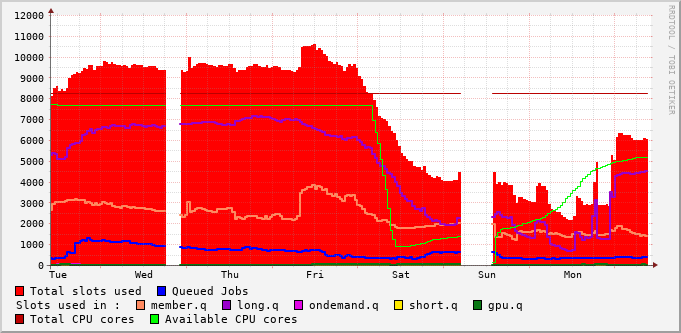 12000
11000
10000
9000
8000
7000
6000
5000
4000
3000
2000
1000
0
Tue Wed Thu Fri Sat Sun Mon
RRDTOOL / TOBI OETIKER
Total slots used Queued Jobs
Slots used in : member.q long.q ondemand.q short.q gpu.q
Total CPU cores Available CPU cores